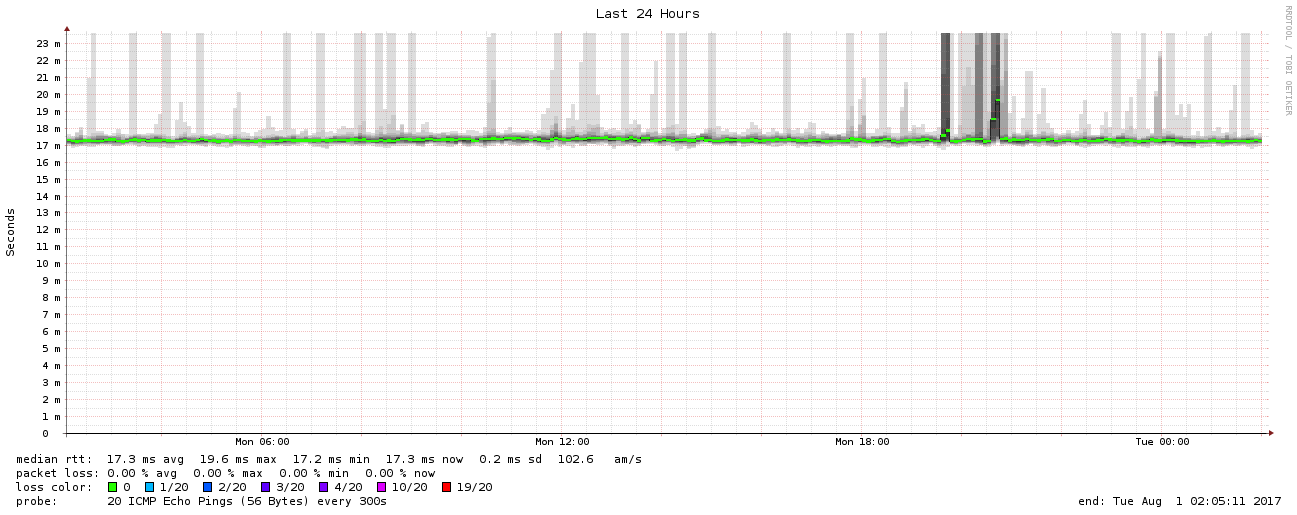 Last 24 Hours
RRDTOOL / TOBI OETIKER
Seconds
23 m
22 m
21 m
20 m
19 m
18 m
17 m
16 m
15 m
14 m
13 m
12 m
11 m
10 m
9 m
8 m
7 m
6 m
5 m
4 m
3 m
2 m
1 m
0
Mon 06:00 Mon 12:00 Mon 18:00 Tue 00:00
median rtt: 17.3 ms avg 19.6 ms max 17.2 ms min 17.3 ms now 0.2 ms sd 102.6 am/s
packet loss: 0.00 % avg 0.00 % max 0.00 % min 0.00 % now
loss color: 0 1/20 2/20 3/20 4/20 10/20 19/20
probe: 20 ICMP Echo Pings (56 Bytes) every 300s end: Tue Aug 1 02:05:11 2017